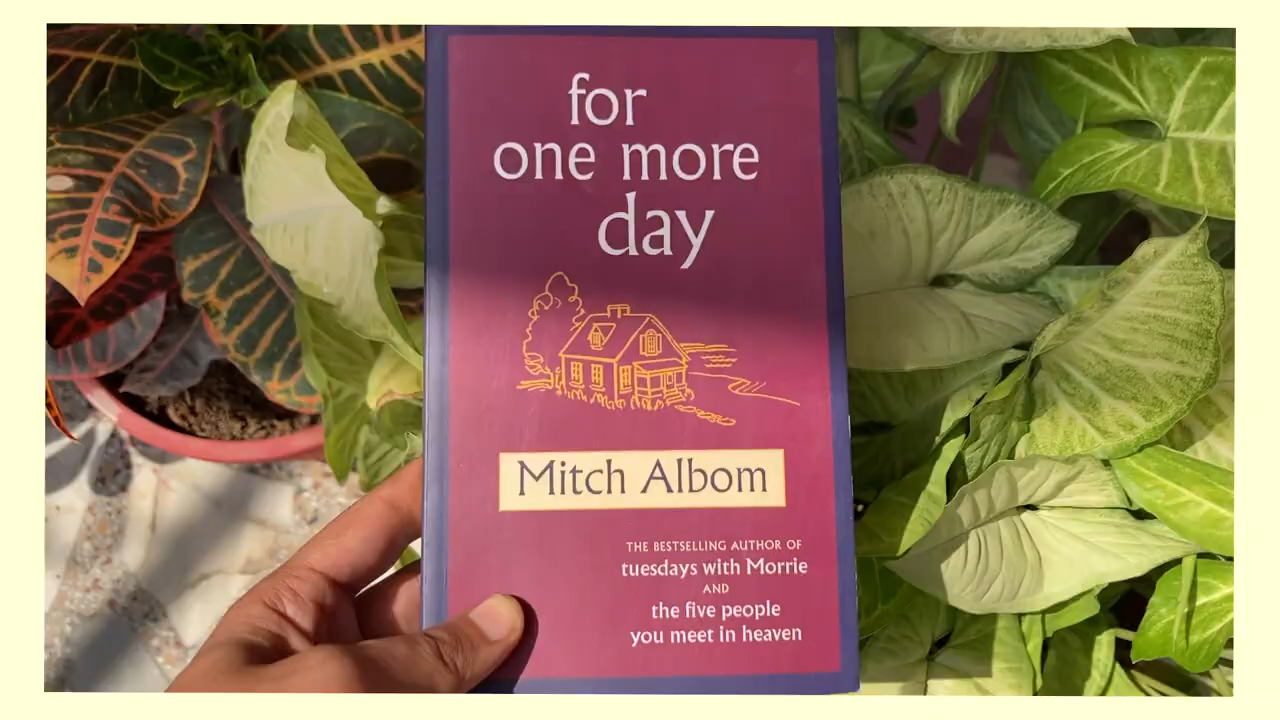 for
one more
day
Mitch Albom
THE BESTSELLING AUTHOR OF
tuesdays with Morrie
AND
the five people
you meet in heaven